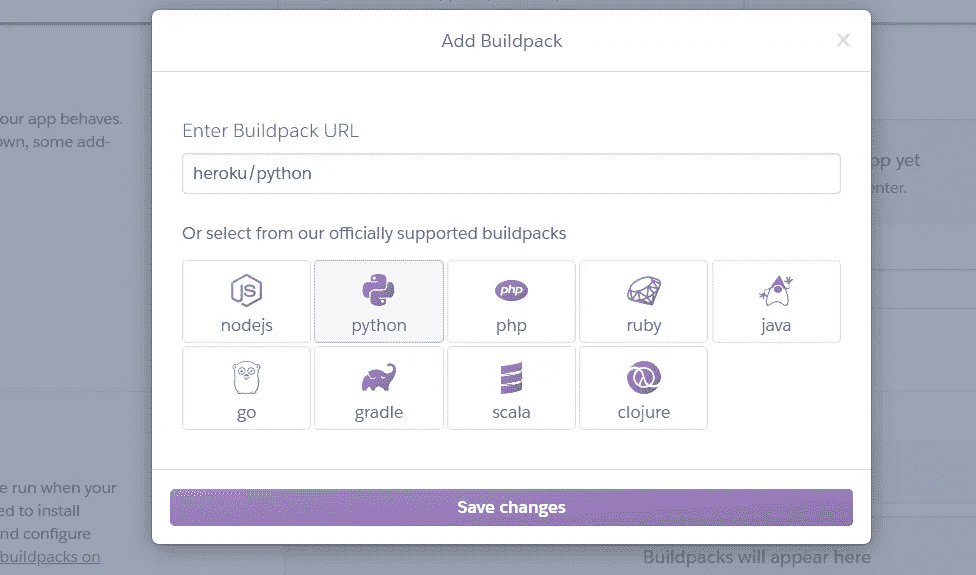 Add Buildpack
our app behaves.
own, some add-
Enter Buildpack URL
heroku/python
pp yet
enter.
Or select from our officially supported buildpacks
JS
php
nodejs
python
php
ruby
java
go
gradle
scala
clojure
e run when your
ed to install
nd configure
buildpacks on
Save changes
Buildpacks will appear here